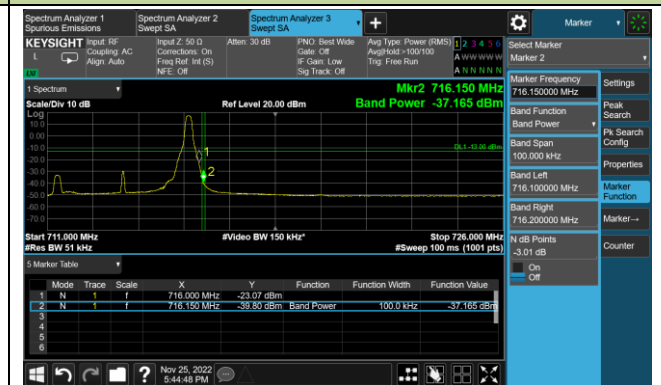 Spectrum Analyzer 1
Spurious Emissions
Spectrum Analyzer 2
Swept SA
Spectrum Analyzer 3
Swept SA
Marker
KEYSIGHT
L
Input: RF
Coupling: AC
Align: Auto
Input Z: 50 Ω
Corrections: On
Freq Ref: Int (S)
NFE: Off
Atten: 30 dB
PNO: Best Wide
Gate: Off
IF Gain: Low
Sig Track: Off
Avg Type: Power (RMS)
Avg|Hold:>100/100
Trig: Free Run
1 2 3 4 5 6
A W W W W W
A N N N N N
Select Marker
Marker 2
1 Spectrum
Scale/Div 10 dB
Ref Level 20.00 dBm
Mkr2 716.150 MHz
Band Power -37.165 dBm
Log
10.0
0.00
-10.0
-20.0
-30.0
-40.0
-50.0
-60.0
-70.0
DL1 -13.00 dBm
1
2
Start 711.000 MHz
#Res BW 51 kHz
#Video BW 150 kHz*
Stop 726.000 MHz
#Sweep 100 ms (1001 pts)
5 Marker Table
Mode Trace Scale X Y Function Function Width Function Value
1 N 1 f 716.000 MHz -23.07 dBm
2 N 1 f 716.150 MHz -39.80 dBm Band Power 100.0 kHz -37.165 dBm
3
4
5
6
Marker Frequency
716.150000 MHz
Band Function
Band Power
Band Span
100.000 kHz
Band Left
716.100000 MHz
Band Right
716.200000 MHz
N dB Points
-3.01 dB
On
Off
Settings
Peak
Search
Pk Search
Config
Properties
Marker
Function
Marker→
Counter
?
Nov 25, 2022
5:44:48 PM